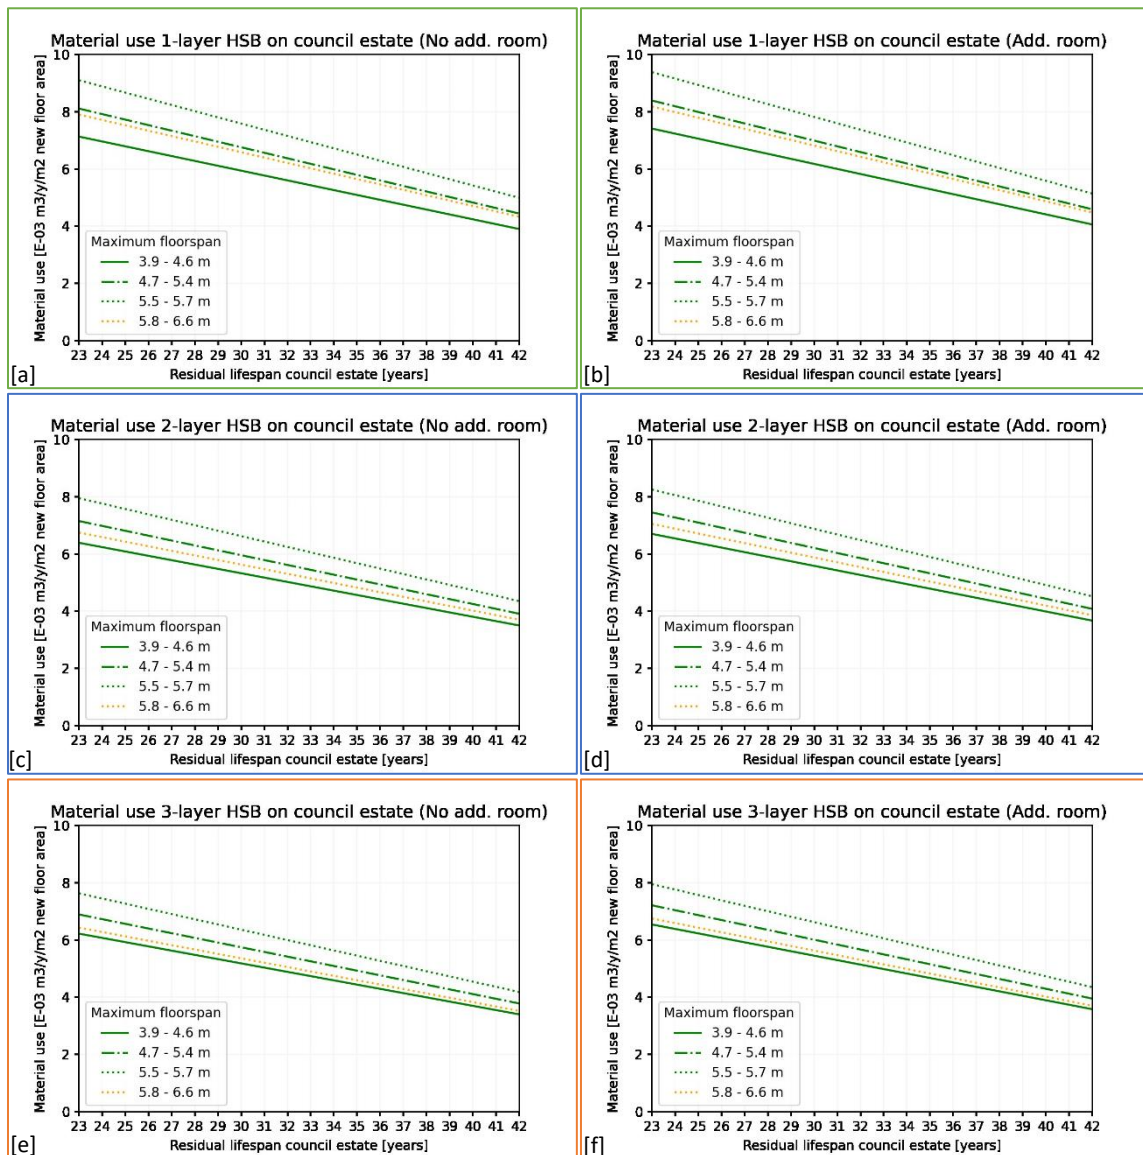 Material use 1-layer HSB on council estate (No add. room)
Material use [E-03 m3/y/m2 new floor area]
10
8
6
4
2
0
Maximum floorspan
3.9 - 4.6 m
4.7 - 5.4 m
5.5 - 5.7 m
5.8 - 6.6 m
23 24 25 26 27 28 29 30 31 32 33 34 35 36 37 38 39 40 41 42
Residual lifespan council estate [years]
[a]
Material use 1-layer HSB on council estate (Add. room)
Material use [E-03 m3/y/m2 new floor area]
10
8
6
4
2
0
Maximum floorspan
3.9 - 4.6 m
4.7 - 5.4 m
5.5 - 5.7 m
5.8 - 6.6 m
23 24 25 26 27 28 29 30 31 32 33 34 35 36 37 38 39 40 41 42
Residual lifespan council estate [years]
[b]
Material use 2-layer HSB on council estate (No add. room)
Material use [E-03 m3/y/m2 new floor area]
10
8
6
4
2
0
Maximum floorspan
3.9 - 4.6 m
4.7 - 5.4 m
5.5 - 5.7 m
5.8 - 6.6 m
23 24 25 26 27 28 29 30 31 32 33 34 35 36 37 38 39 40 41 42
Residual lifespan council estate [years]
[c]
Material use 2-layer HSB on council estate (Add. room)
Material use [E-03 m3/y/m2 new floor area]
10
8
6
4
2
0
Maximum floorspan
3.9 - 4.6 m
4.7 - 5.4 m
5.5 - 5.7 m
5.8 - 6.6 m
23 24 25 26 27 28 29 30 31 32 33 34 35 36 37 38 39 40 41 42
Residual lifespan council estate [years]
[d]
Material use 3-layer HSB on council estate (No add. room)
Material use [E-03 m3/y/m2 new floor area]
10
8
6
4
2
0
Maximum floorspan
3.9 - 4.6 m
4.7 - 5.4 m
5.5 - 5.7 m
5.8 - 6.6 m
23 24 25 26 27 28 29 30 31 32 33 34 35 36 37 38 39 40 41 42
Residual lifespan council estate [years]
[e]
Material use 3-layer HSB on council estate (Add. room)
Material use [E-03 m3/y/m2 new floor area]
10
8
6
4
2
0
Maximum floorspan
3.9 - 4.6 m
4.7 - 5.4 m
5.5 - 5.7 m
5.8 - 6.6 m
23 24 25 26 27 28 29 30 31 32 33 34 35 36 37 38 39 40 41 42
Residual lifespan council estate [years]
[f]